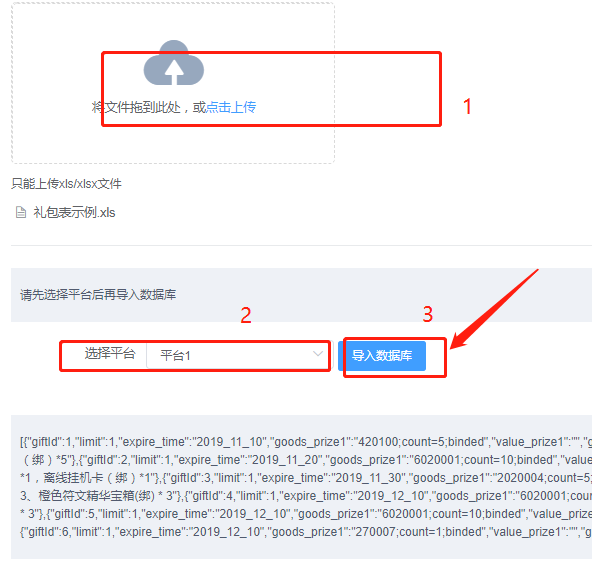 将文件拖到此处，或点击上传
1
只能上传xls/xlsx文件
礼包表示例.xls
请先选择平台后再导入数据库
2
3
选择平台 平台1 导入数据库
[{"giftId":1,"limit":1,"expire_time":"2019_11_10","goods_prize1":"420100;count=5;binded","value_prize1":"","g
（绑）*5"},{"giftId":2,"limit":1,"expire_time":"2019_11_20","goods_prize1":"6020001;count=10;binded","value
*1，离线挂机卡（绑）*1"},{"giftId":3,"limit":1,"expire_time":"2019_11_30","goods_prize1":"2020004;count=5;
3、橙色符文精华宝箱(绑) * 3"},{"giftId":4,"limit":1,"expire_time":"2019_12_10","goods_prize1":"6020001;cou
* 3"},{"giftId":5,"limit":1,"expire_time":"2019_12_10","goods_prize1":"6020001;count=10;binded","value_priz
{"giftId":6,"limit":1,"expire_time":"2019_12_10","goods_prize1":"270007;count=1;binded","value_prize1":"","g